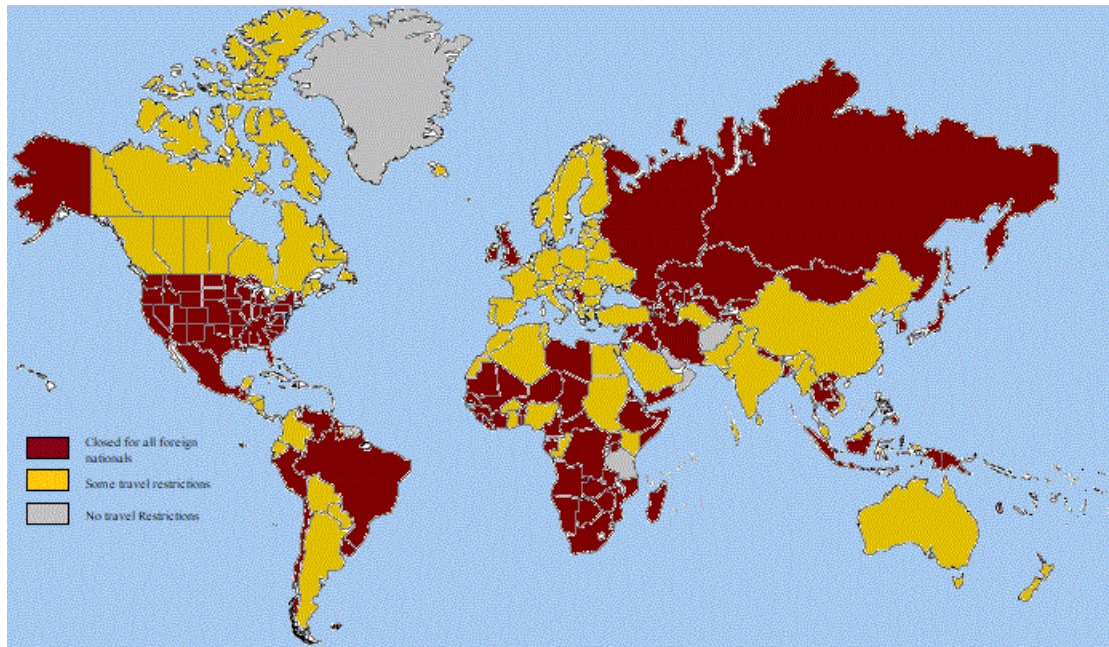 Closed for all foreign
nationals
Some travel restrictions
No travel Restrictions